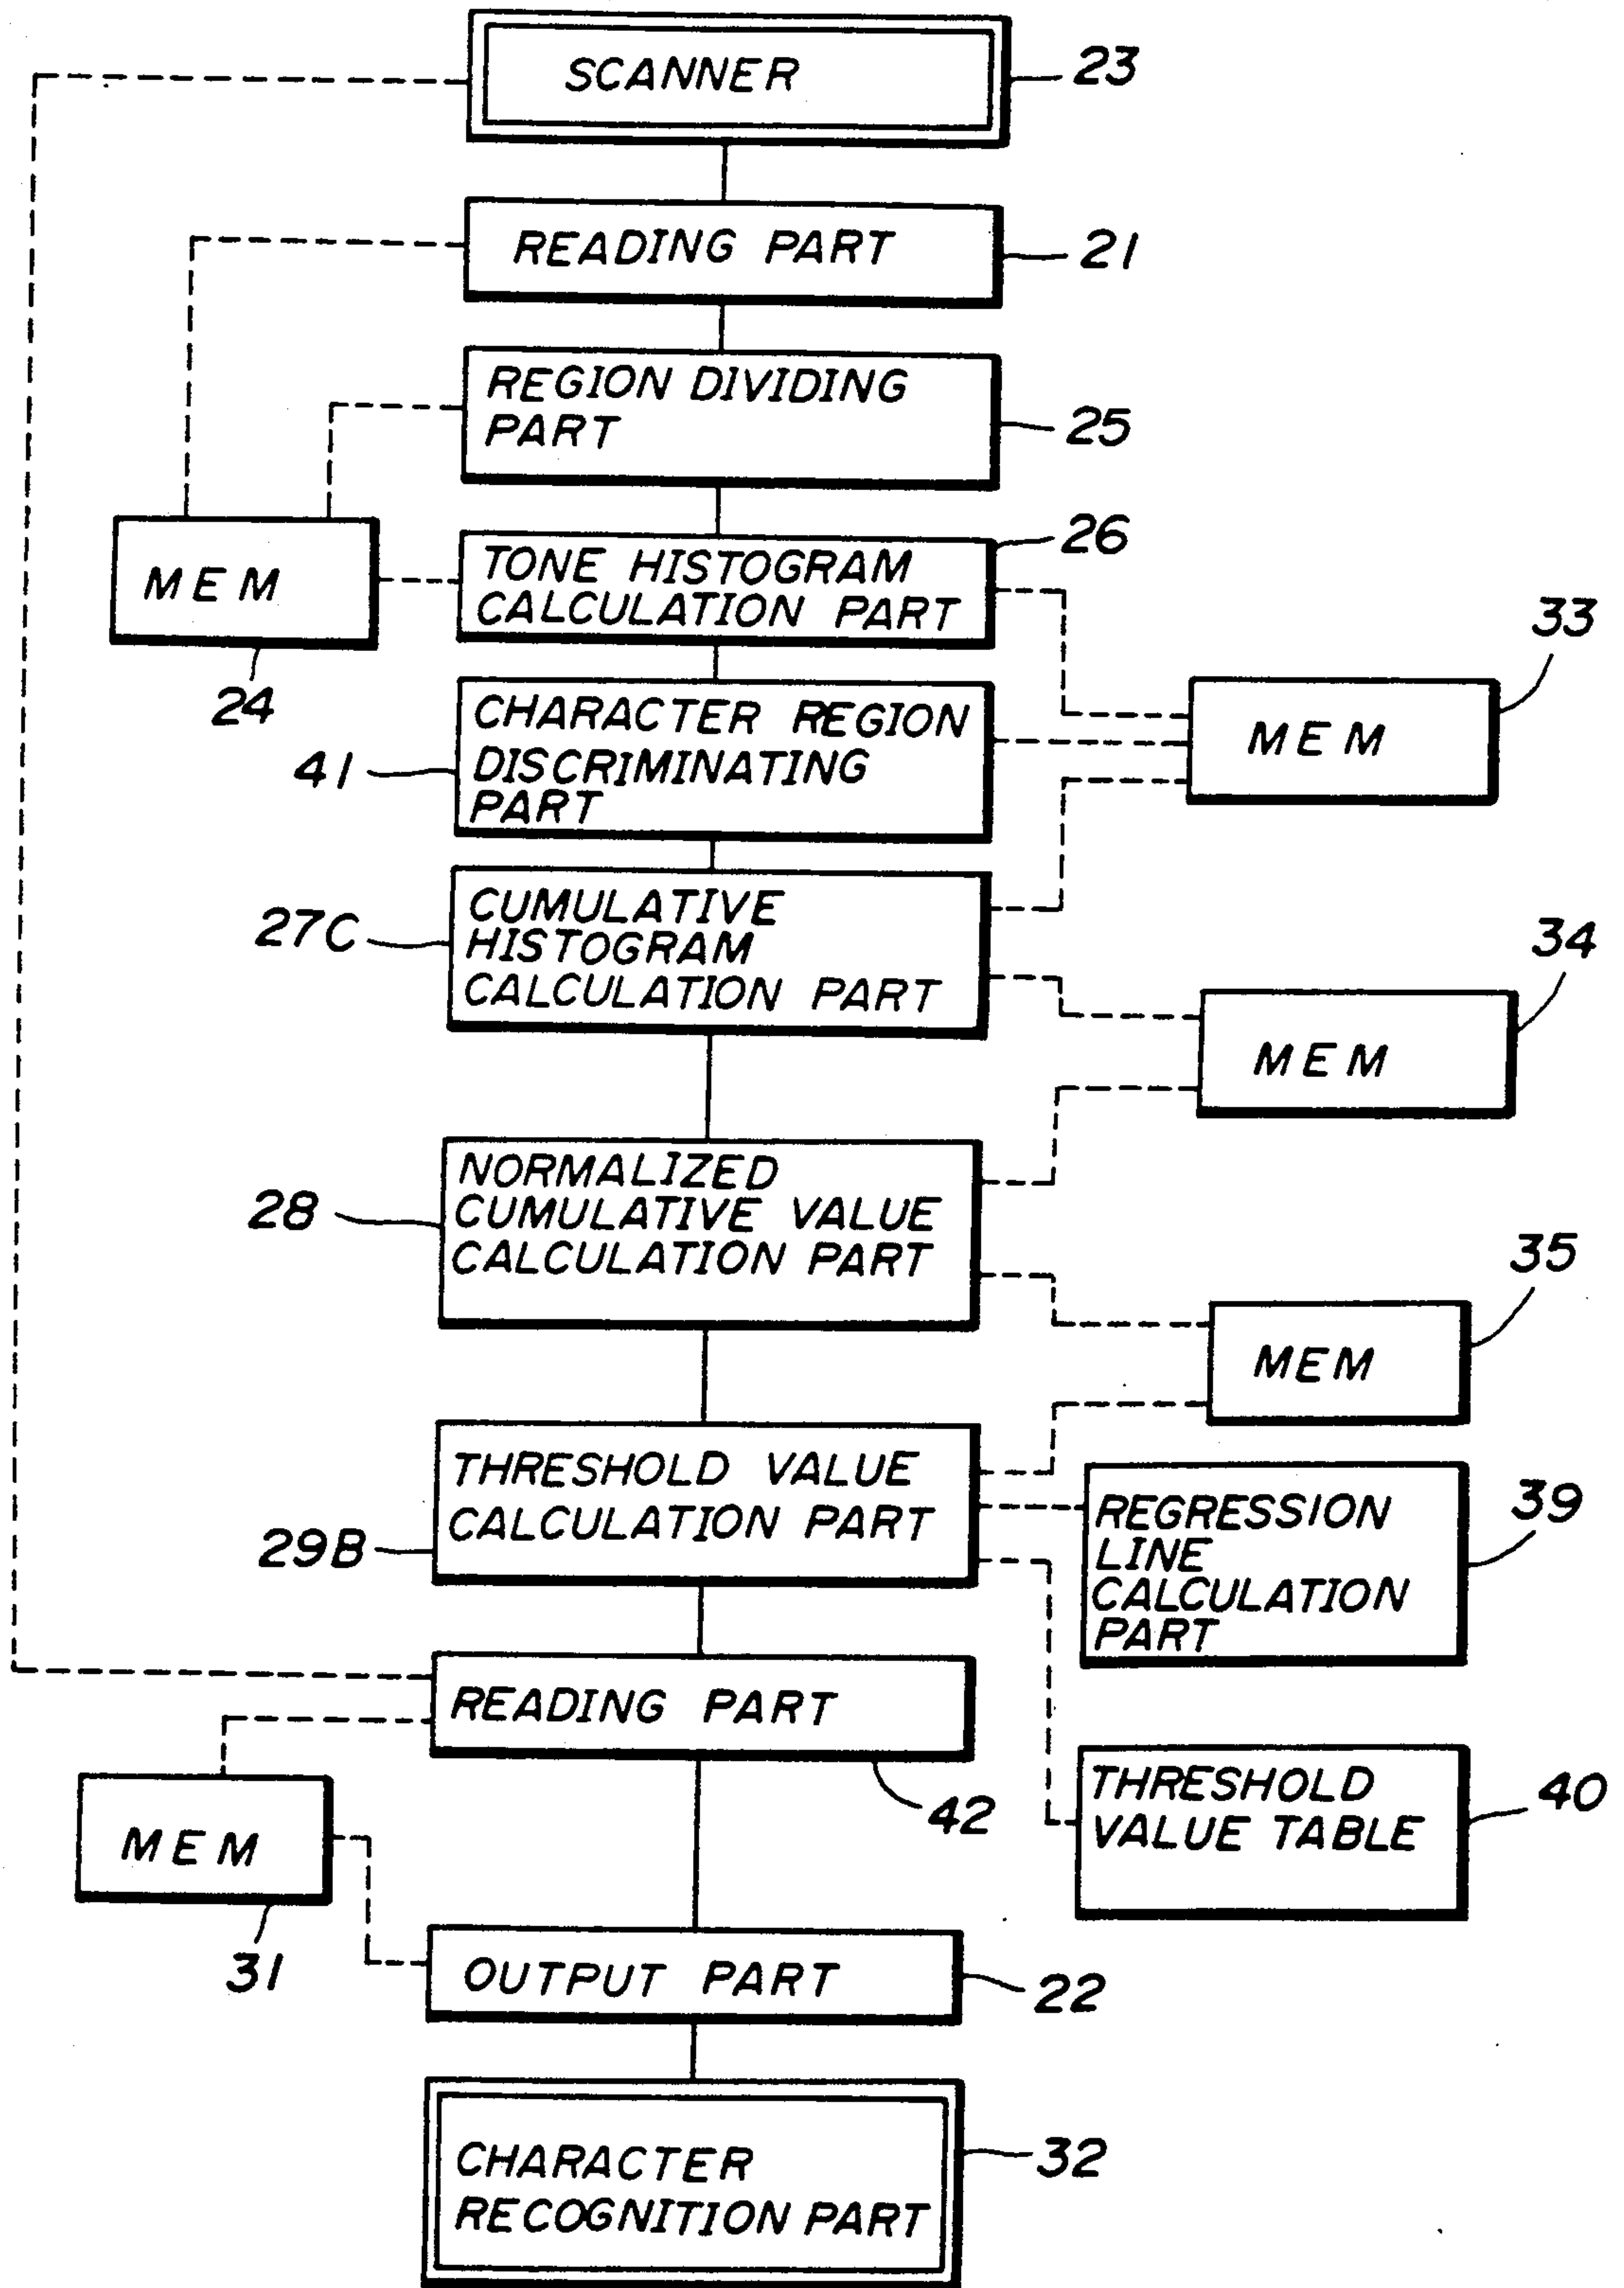 SCANNER
23
READING PART
21
REGION DIVIDING
PART
25
MEM
24
TONE HISTOGRAM
CALCULATION PART
26
33
MEM
CHARACTER REGION
DISCRIMINATING
PART
41
CUMULATIVE
HISTOGRAM
CALCULATION PART
27C
34
MEM
NORMALIZED
CUMULATIVE VALUE
CALCULATION PART
28
35
MEM
THRESHOLD VALUE
CALCULATION PART
29B
REGRESSION
LINE
CALCULATION
PART
39
READING PART
42
THRESHOLD
VALUE TABLE
40
MEM
31
OUTPUT PART
22
CHARACTER
RECOGNITION PART
32